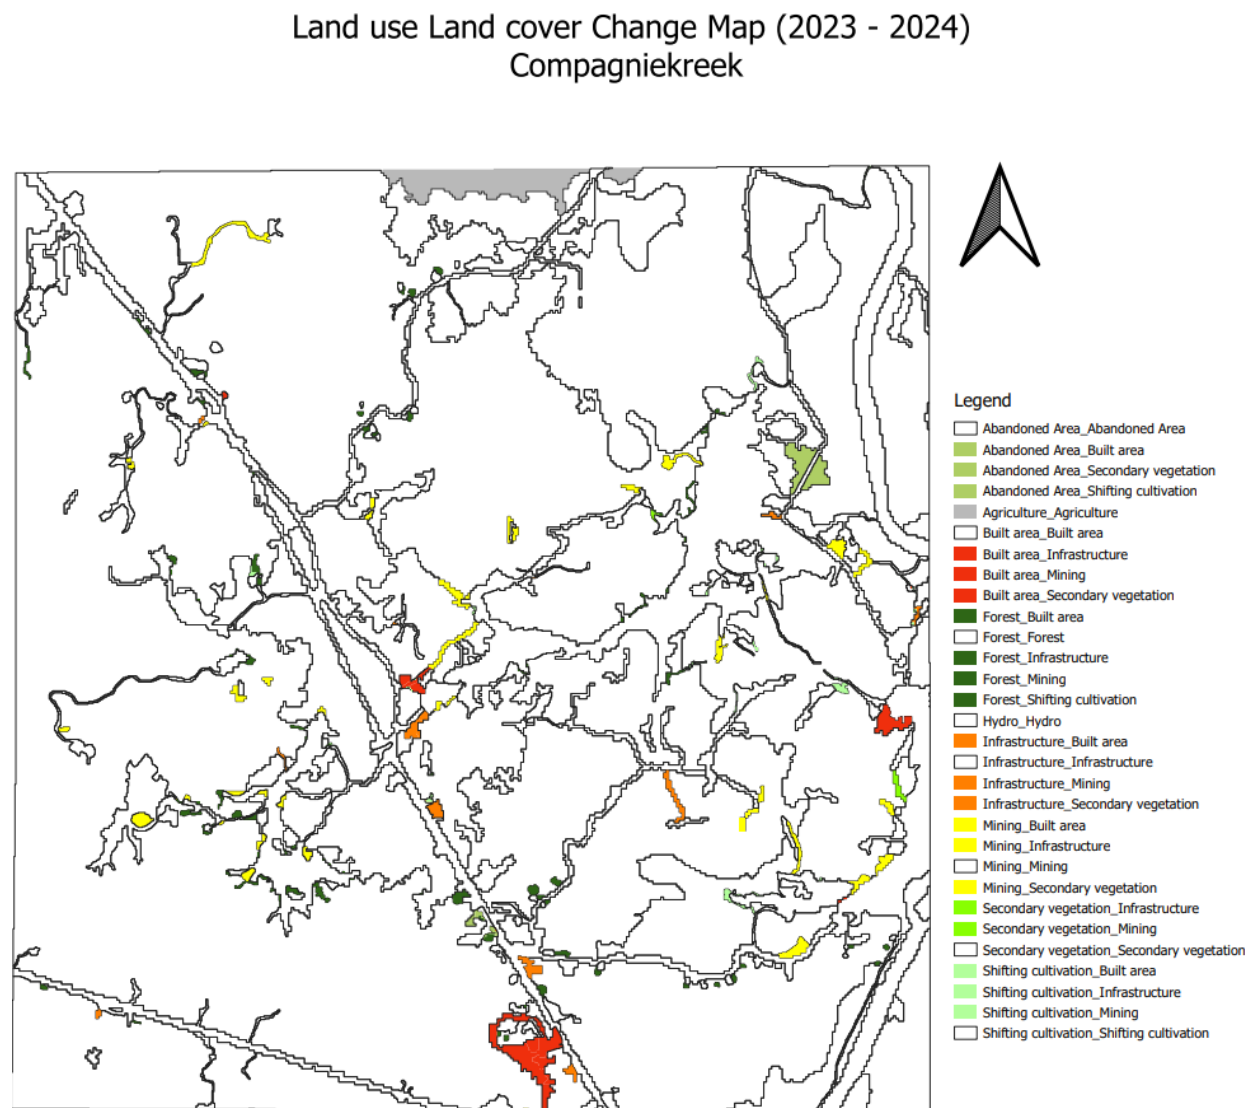 Land use Land cover Change Map (2023 - 2024)
Compagniekreek
Legend
Abandoned Area_Abandoned Area
Abandoned Area_Built area
Abandoned Area_Secondary vegetation
Abandoned Area_Shifting cultivation
Agriculture_Agriculture
Built area_Built area
Built area_Infrastructure
Built area_Mining
Built area_Secondary vegetation
Forest_Built area
Forest_Forest
Forest_Infrastructure
Forest_Mining
Forest_Shifting cultivation
Hydro_Hydro
Infrastructure_Built area
Infrastructure_Infrastructure
Infrastructure_Mining
Infrastructure_Secondary vegetation
Mining_Built area
Mining_Infrastructure
Mining_Mining
Mining_Secondary vegetation
Secondary vegetation_Infrastructure
Secondary vegetation_Mining
Secondary vegetation_Secondary vegetation
Shifting cultivation_Built area
Shifting cultivation_Infrastructure
Shifting cultivation_Mining
Shifting cultivation_Shifting cultivation